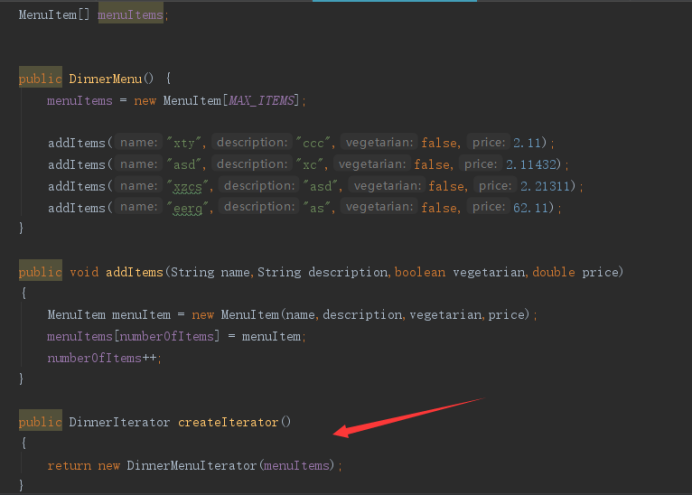 MenuItem[] menuItems;
public DinnerMenu() {
menuItems = new MenuItem[MAX_ITEMS];
addItems( name: "xty", description: "ccc", vegetarian: false, price: 2.11);
addItems( name: "asd", description: "xc", vegetarian: false, price: 2.11432);
addItems( name: "xzcs", description: "asd", vegetarian: false, price: 2.21311);
addItems( name: "eerq", description: "as", vegetarian: false, price: 62.11);
}
public void addItems(String name,String description,boolean vegetarian,double price)
{
MenuItem menuItem = new MenuItem(name,description,vegetarian,price);
menuItems[numberOfItems] = menuItem;
numberOfItems++;
}
public DinnerIterator createIterator()
{
return new DinnerMenuIterator(menuItems);
}